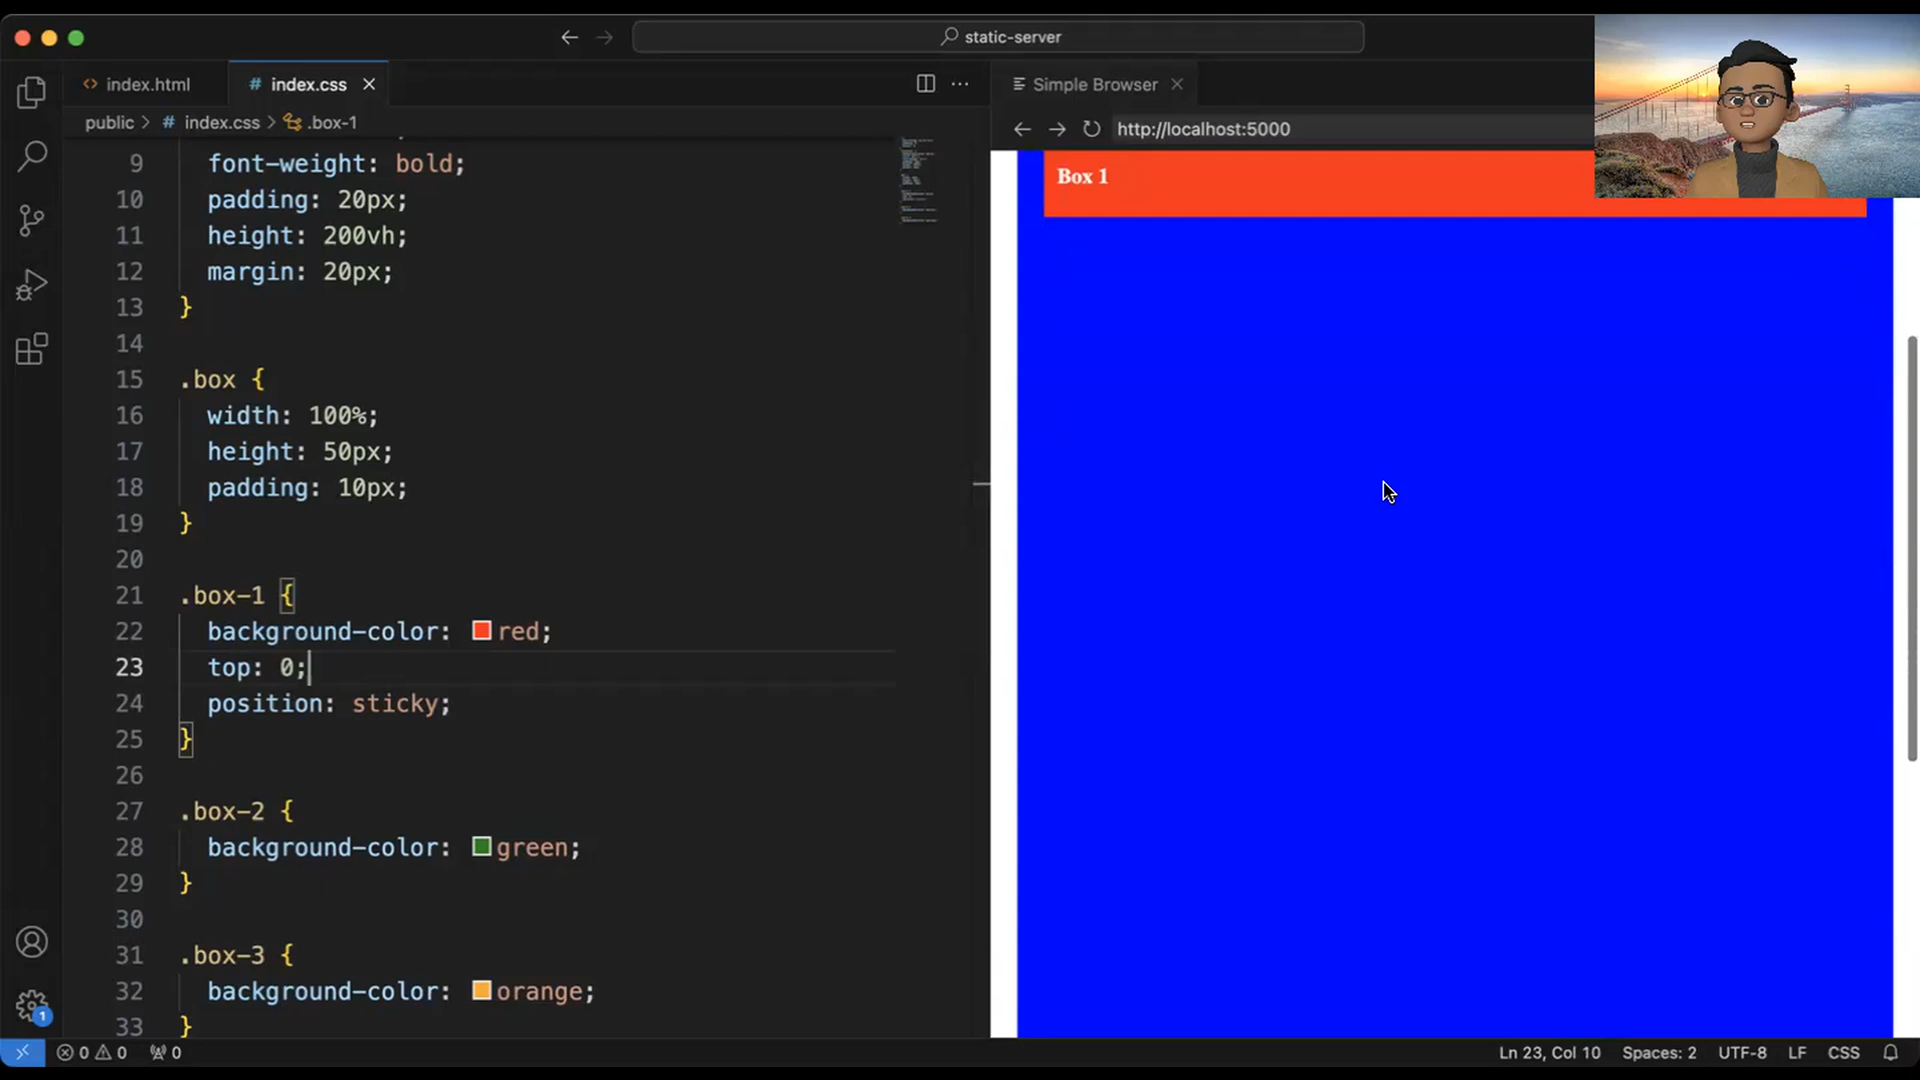 static-server
index.html
# index.css
Simple Browser
public > # index.css > .box-1
http://localhost:5000
9 font-weight: bold;
10 padding: 20px;
11 height: 200vh;
12 margin: 20px;
13 }
14
15 .box {
16 width: 100%;
17 height: 50px;
18 padding: 10px;
19 }
20
21 .box-1 {
22 background-color: red;
23 top: 0;
24 position: sticky;
25 }
26
27 .box-2 {
28 background-color: green;
29 }
30
31 .box-3 {
32 background-color: orange;
33 }
Box 1
1
0 0 0
Ln 23, Col 10 Spaces: 2 UTF-8 LF CSS